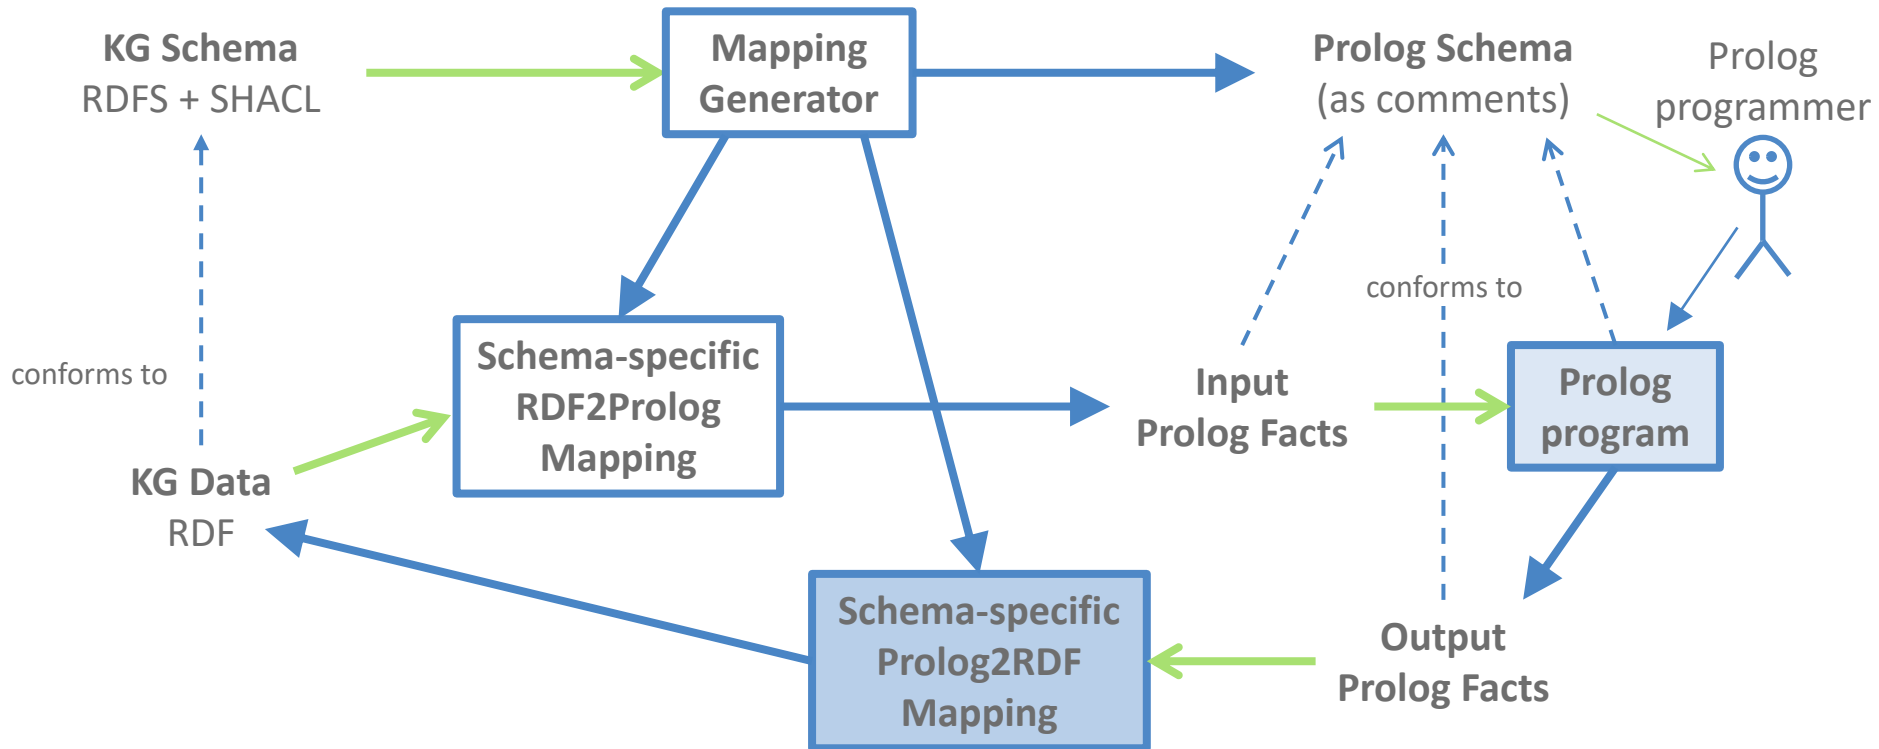 KG Schema
RDFS + SHACL
Mapping
Generator
Prolog Schema
(as comments)
Prolog
programmer
conforms to
Schema-specific
RDF2Prolog
Mapping
conforms to
Input
Prolog Facts
Prolog
program
KG Data
RDF
Schema-specific
Prolog2RDF
Mapping
Output
Prolog Facts